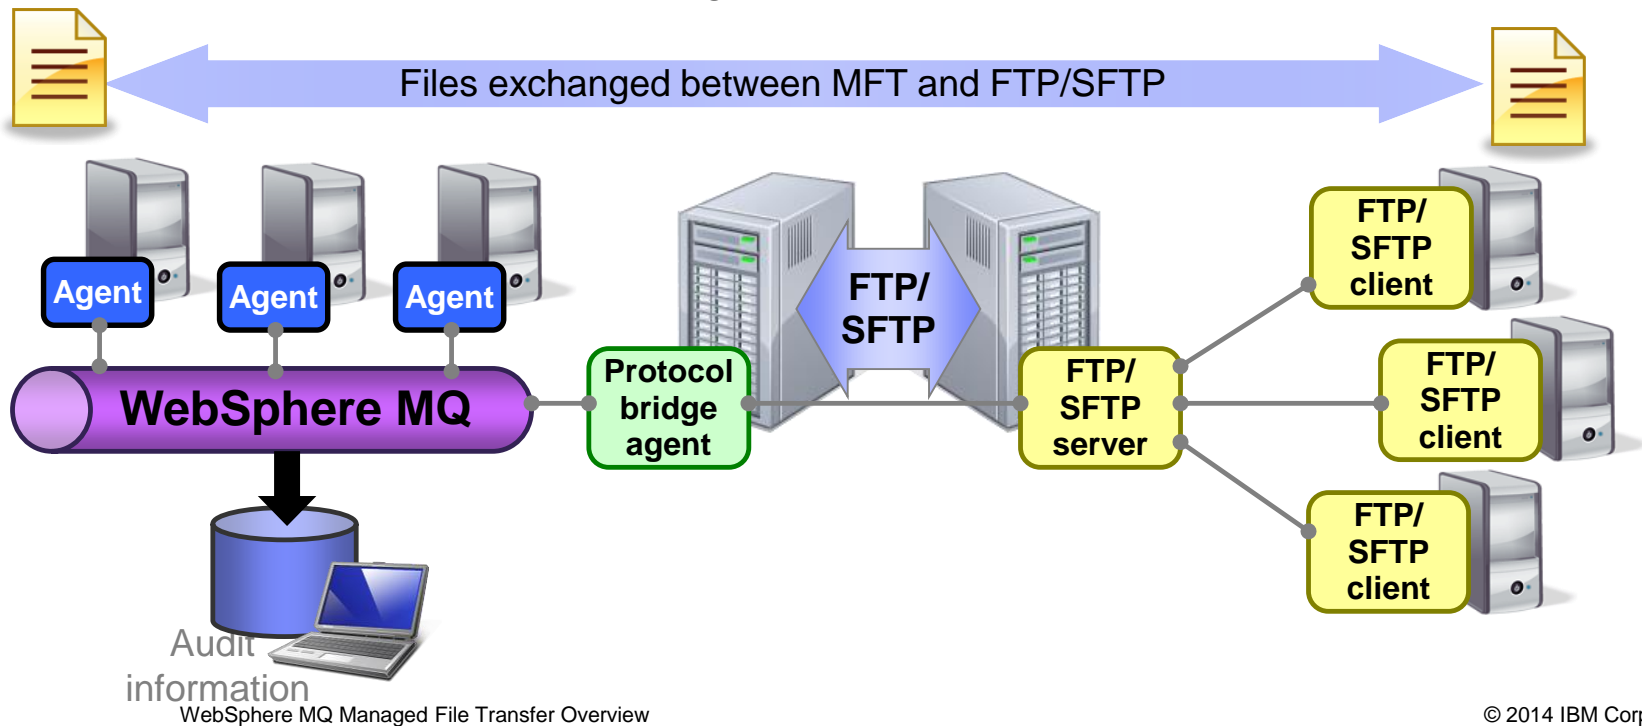 Files exchanged between MFT and FTP/SFTP
Agent
Agent
Agent
WebSphere MQ
Protocol
bridge
agent
FTP/
SFTP
FTP/
SFTP
server
FTP/
SFTP
client
FTP/
SFTP
client
FTP/
SFTP
client
Audit
information
WebSphere MQ Managed File Transfer Overview
© 2014 IBM Corp